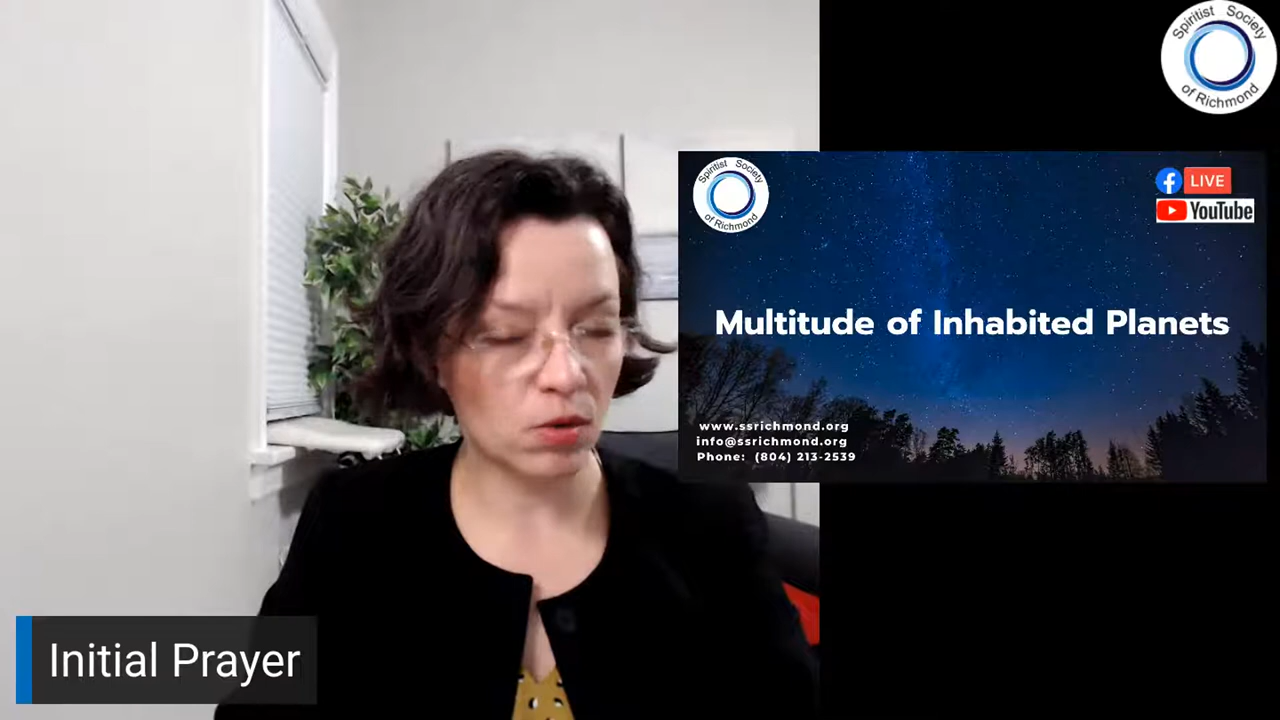 Spiritist Society
of Richmond
Spiritist Society
of Richmond
LIVE
YouTube
Multitude of Inhabited Planets
www.ssrichmond.org
info@ssrichmond.org
Phone: (804) 213-2539
Initial Prayer